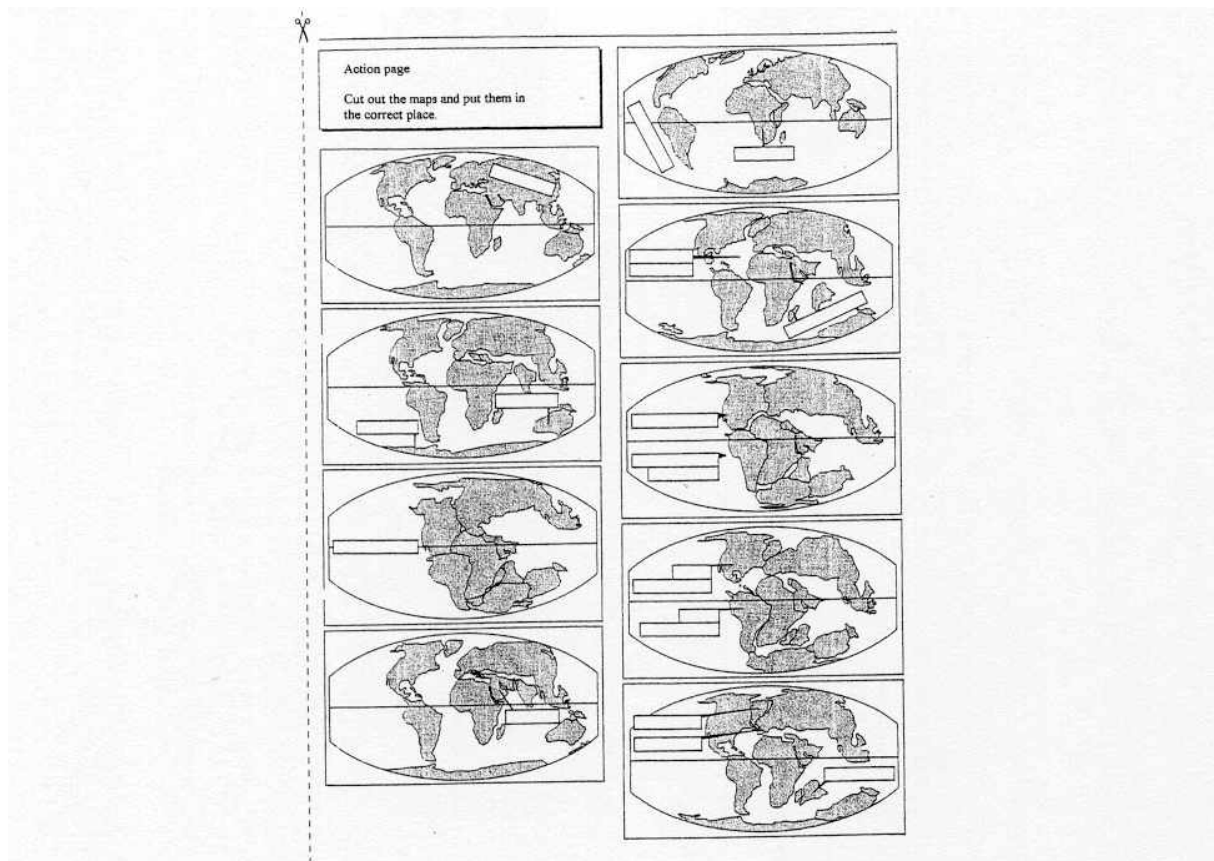 Action page
Cut out the maps and put them in
the correct place.